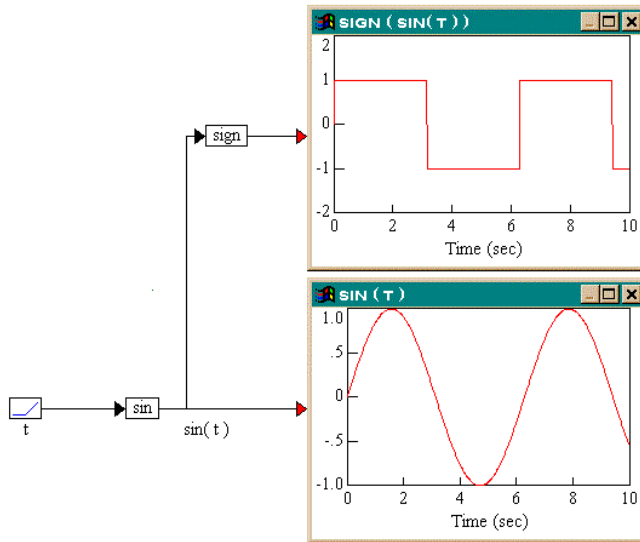 SIGN ( SIN( T ) )
2
1
0
-1
-2
0 2 4 6 8 10
Time (sec)
sign
SIN ( T )
1.0
.5
0
-.5
-1.0
0 2 4 6 8 10
Time (sec)
t
sin
sin( t )